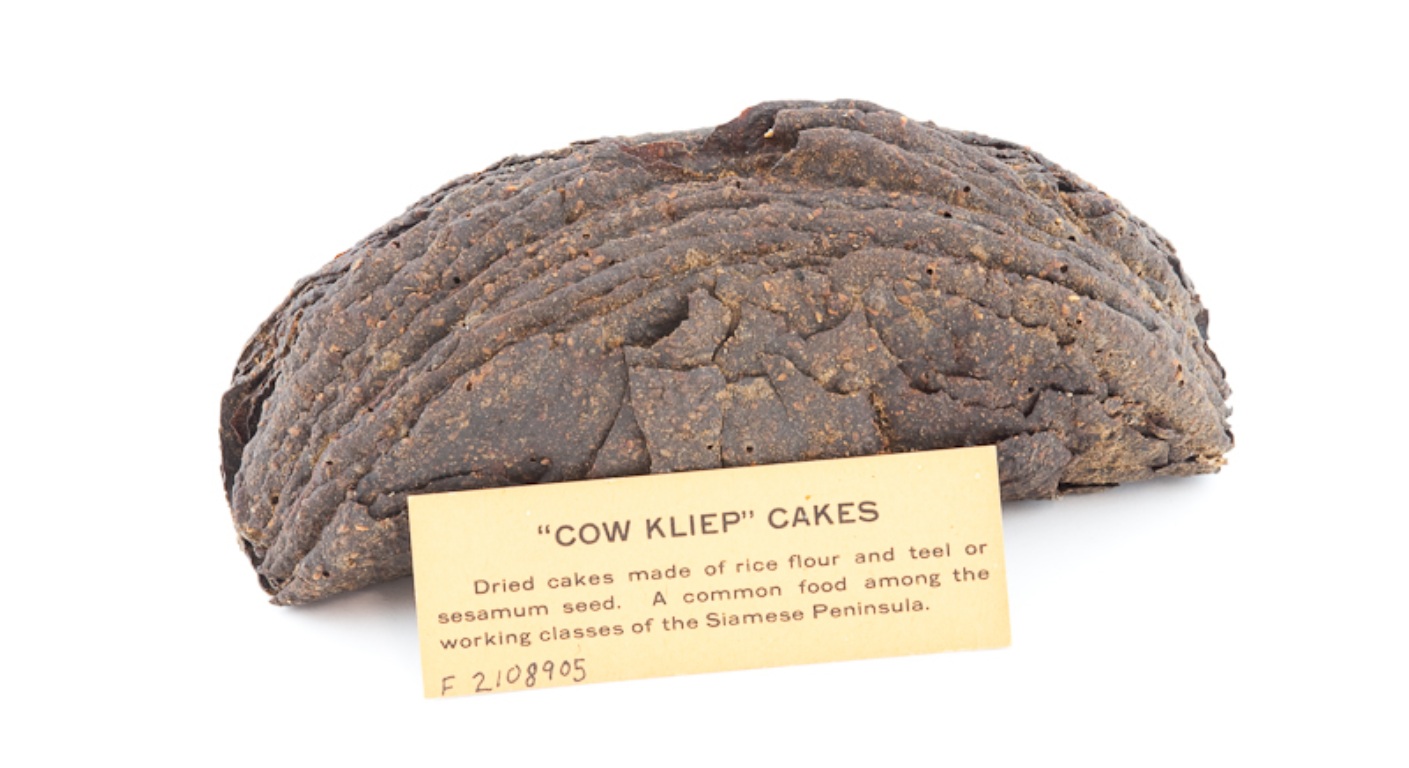 “COW KLIEP” CAKES
Dried cakes made of rice flour and teel or
sesamum seed. A common food among the
working classes of the Siamese Peninsula.
F 2108905